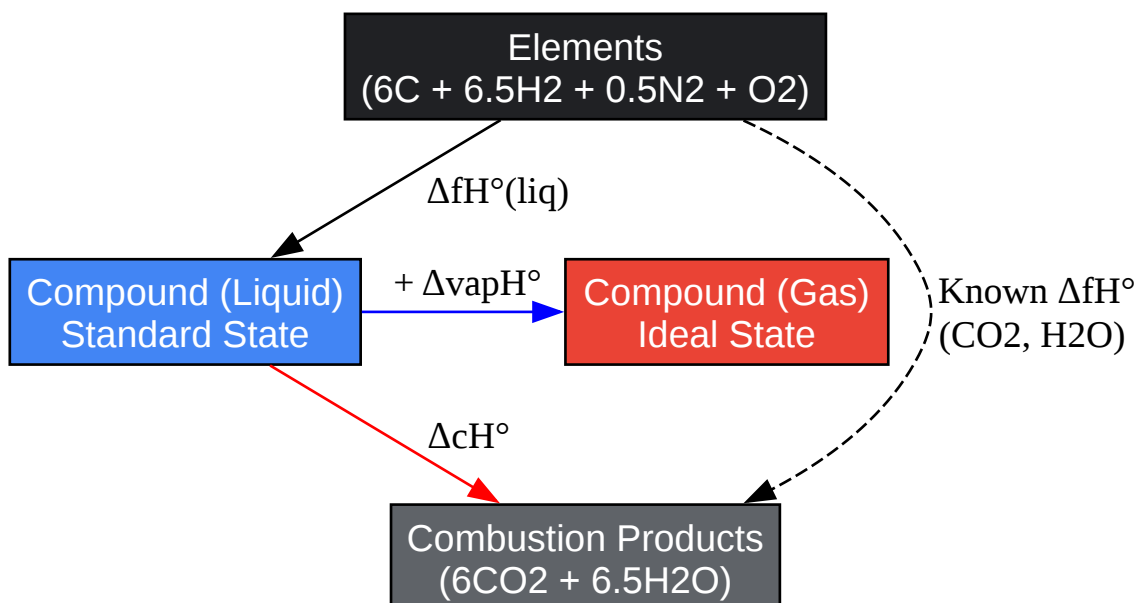 Elements
(6C + 6.5H2 + 0.5N2 + O2)
ΔfH°(liq)
Compound (Liquid)
Standard State
+ ΔvapH°
Compound (Gas)
Ideal State
Known ΔfH°
(CO2, H2O)
ΔcH°
Combustion Products
(6CO2 + 6.5H2O)